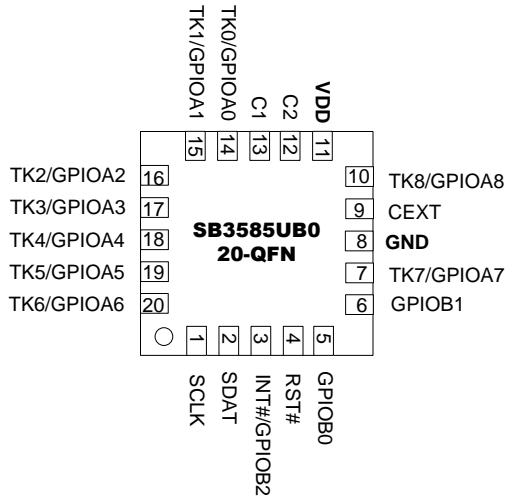 TK1/GPIOA1
TK0/GPIOA0
C1
C2
VDD
15
14
13
12
11
TK2/GPIOA2 16
TK3/GPIOA3 17
TK4/GPIOA4 18
TK5/GPIOA5 19
TK6/GPIOA6 20
SB3585UB0
20-QFN
10 TK8/GPIOA8
9 CEXT
8 GND
7 TK7/GPIOA7
6 GPIOB1
1
2
3
4
5
SCLK
SDAT
INT#/GPIOB2
RST#
GPIOB0